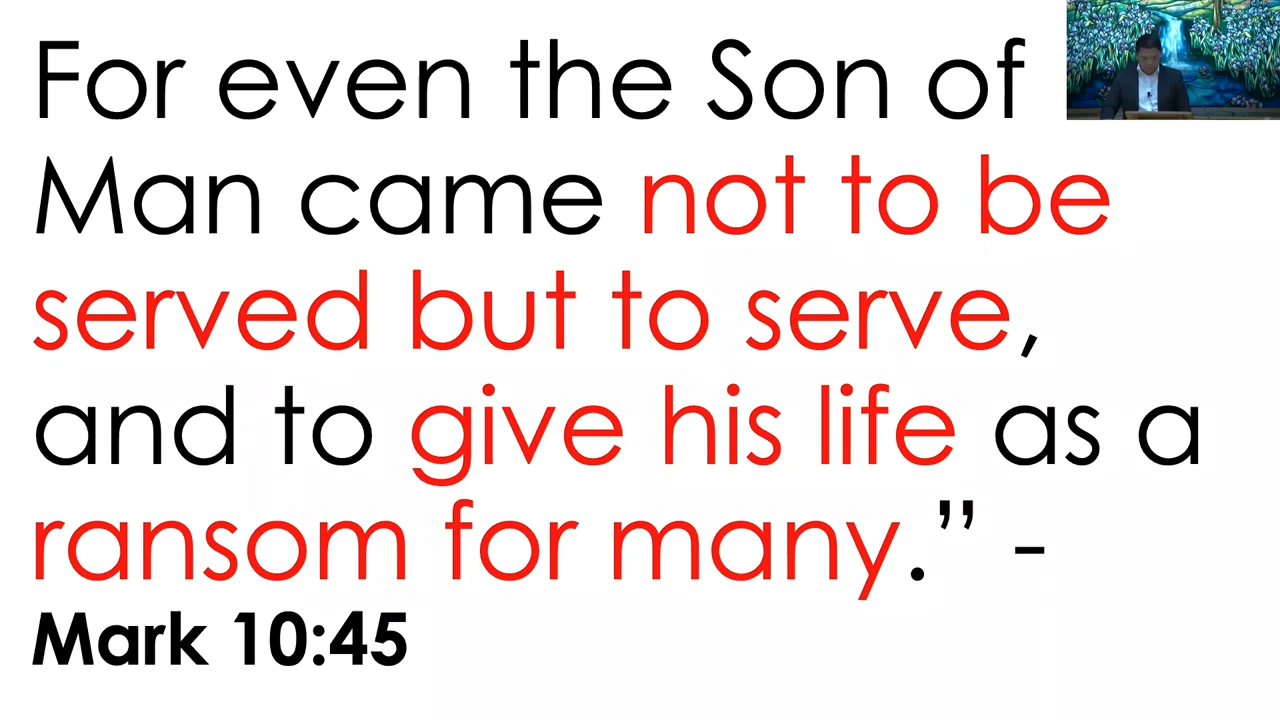 For even the Son of
Man came not to be
served but to serve,
and to give his life as a
ransom for many.” -
Mark 10:45